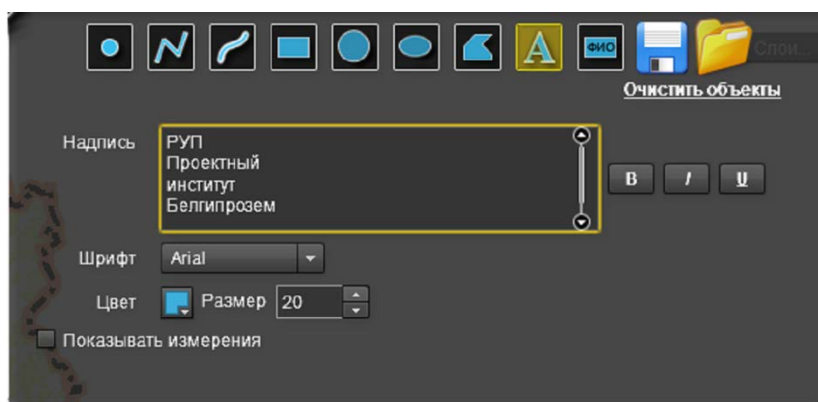 A ФИО Слои...
Очистить объекты
Надпись
РУП
Проектный
институт
Белгипрозем
B I U
Шрифт Arial
Цвет Размер 20
Показывать измерения